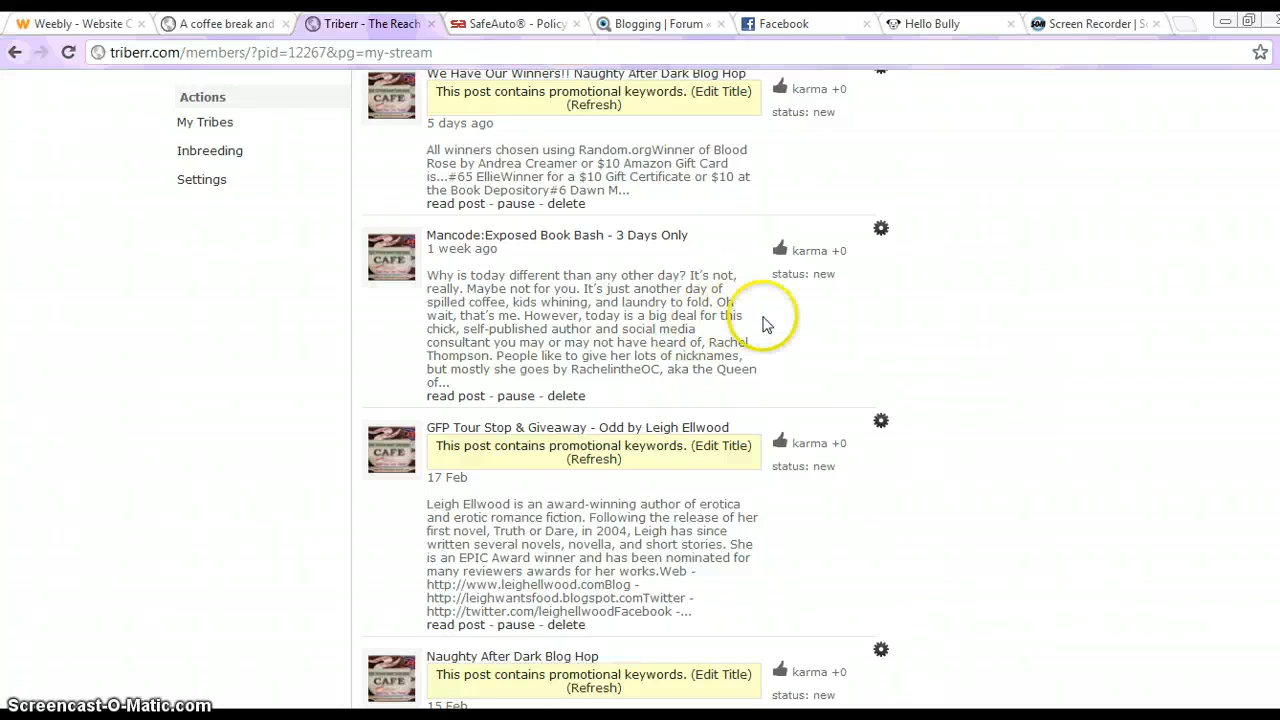 Weebly - Website C
A coffee break and
Triberr - The Reach
SafeAuto® - Policy
Blogging | Forum «
Facebook
Hello Bully
Screen Recorder | Sc
triberr.com/members/?pid=12267&pg=my-stream
Actions
My Tribes
Inbreeding
Settings
CAFE
We Have Our Winners!! Naughty After Dark Blog Hop
This post contains promotional keywords. (Edit Title)
(Refresh)
5 days ago
karma +0
status: new
All winners chosen using Random.orgWinner of Blood
Rose by Andrea Creamer or $10 Amazon Gift Card
is...#65 EllieWinner for a $10 Gift Certificate or $10 at
the Book Depository#6 Dawn M...
read post - pause - delete
CAFE
Mancode:Exposed Book Bash - 3 Days Only
1 week ago
karma +0
status: new
Why is today different than any other day? It's not,
really. Maybe not for you. It's just another day of
spilled coffee, kids whining, and laundry to fold. Oh
wait, that's me. However, today is a big deal for this
chick, self-published author and social media
consultant you may or may not have heard of, Rachel
Thompson. People like to give her lots of nicknames,
but mostly she goes by RachelintheOC, aka the Queen
of...
read post - pause - delete
CAFE
GFP Tour Stop & Giveaway - Odd by Leigh Ellwood
This post contains promotional keywords. (Edit Title)
(Refresh)
17 Feb
karma +0
status: new
Leigh Ellwood is an award-winning author of erotica
and erotic romance fiction. Following the release of her
first novel, Truth or Dare, in 2004, Leigh has since
written several novels, novella, and short stories. She
is an EPIC Award winner and has been nominated for
many reviewers awards for her works.Web -
http://www.leighellwood.comBlog -
http://leighwantsfood.blogspot.comTwitter -
http://twitter.com/leighellwoodFacebook -...
read post - pause - delete
CAFE
Naughty After Dark Blog Hop
This post contains promotional keywords. (Edit Title)
(Refresh)
15 Feb
karma +0
status: new
Screencast-O-Matic.com